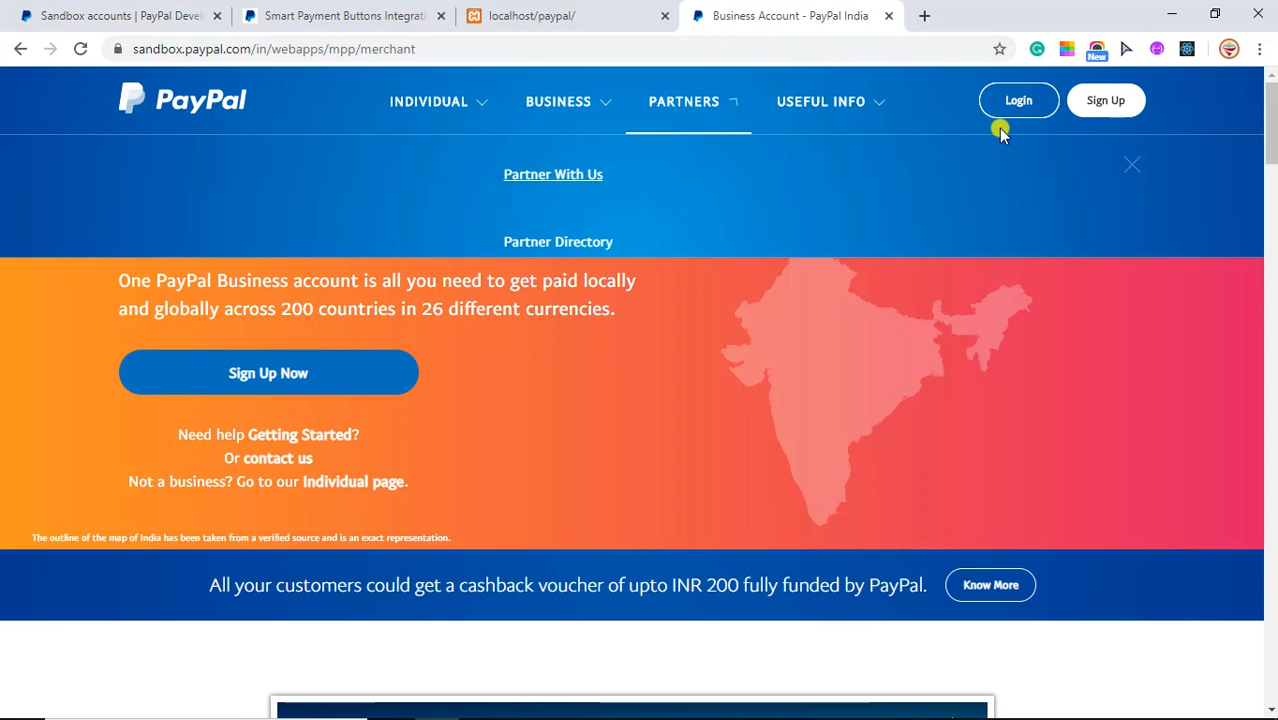 Sandbox accounts | PayPal Devel
Smart Payment Buttons Integrati
localhost/paypal/
Business Account - PayPal India
sandbox.paypal.com/in/webapps/mpp/merchant
New
PayPal
INDIVIDUAL
BUSINESS
PARTNERS
USEFUL INFO
Login
Sign Up
Partner With Us
Partner Directory
One PayPal Business account is all you need to get paid locally
and globally across 200 countries in 26 different currencies.
Sign Up Now
Need help Getting Started?
Or contact us
Not a business? Go to our Individual page.
The outline of the map of India has been taken from a verified source and is an exact representation.
All your customers could get a cashback voucher of upto INR 200 fully funded by PayPal.
Know More